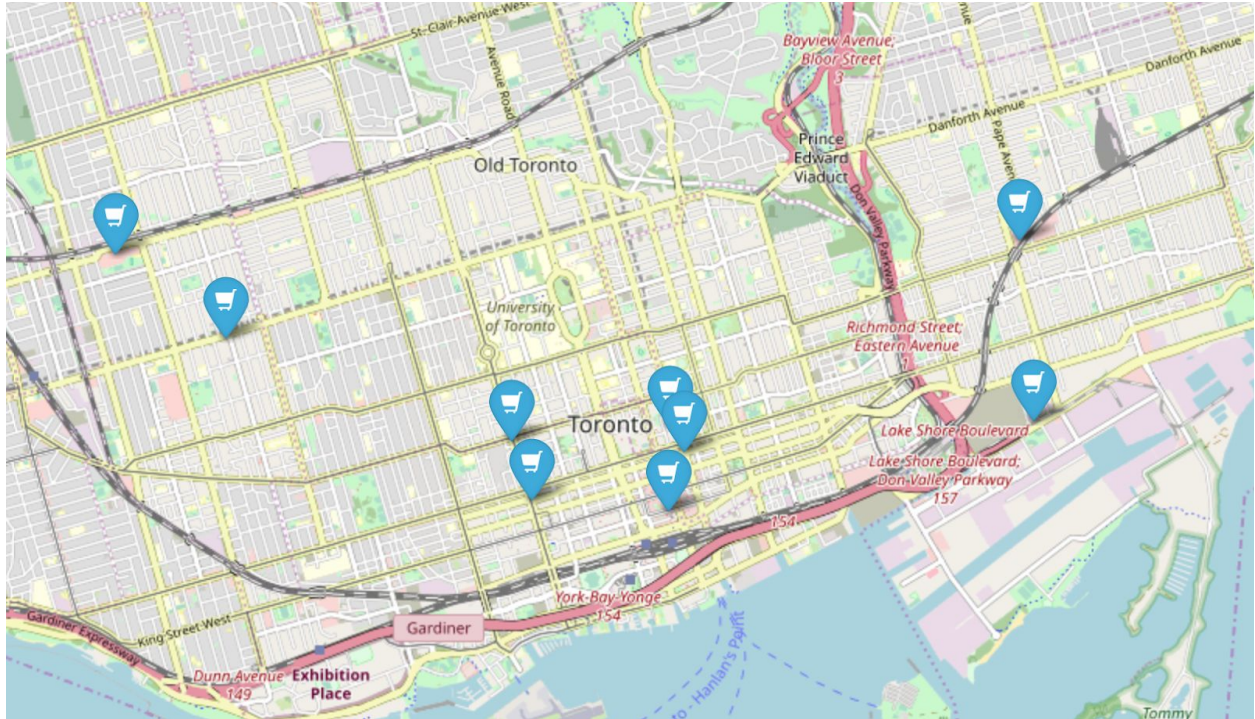 St-Clair-Avenue-West
Avenue Road
Bayview Avenue;
Bloor Street
3
Danforth Avenue
Danforth Avenue
Old Toronto
Prince
Edward
Viaduct
Don Valley Parkway
University
of Toronto
Richmond Street;
Eastern Avenue
Toronto
Lake Shore Boulevard
Lake Shore Boulevard;
Don Valley Parkway
157
154
York-Bay-Yonge
154
Gardiner
King Street West
Gardiner Expressway
Dunn Avenue
149
Exhibition
Place
Hanlan's Point
Tommy